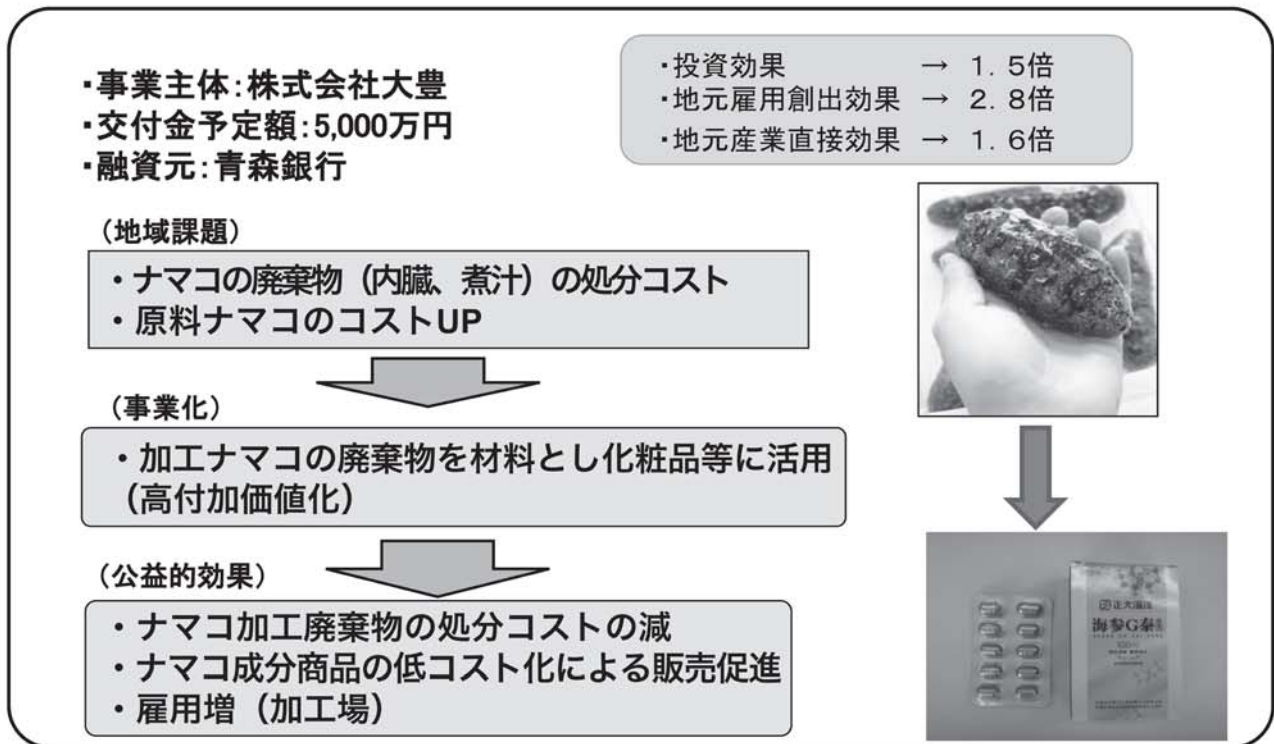 ・事業主体：株式会社大豊
・交付金予定額：5,000万円
・融資元：青森銀行
・投資効果 → 1．5倍
・地元雇用創出効果 → 2．8倍
・地元産業直接効果 → 1．6倍
（地域課題）
・ナマコの廃棄物（内臓、煮汁）の処分コスト
・原料ナマコのコストUP
（事業化）
・加工ナマコの廃棄物を材料とし化粧品等に活用
（高付加価値化）
（公益的効果）
・ナマコ加工廃棄物の処分コストの減
・ナマコ成分商品の低コスト化による販売促進
・雇用増（加工場）
海参G泰
100%